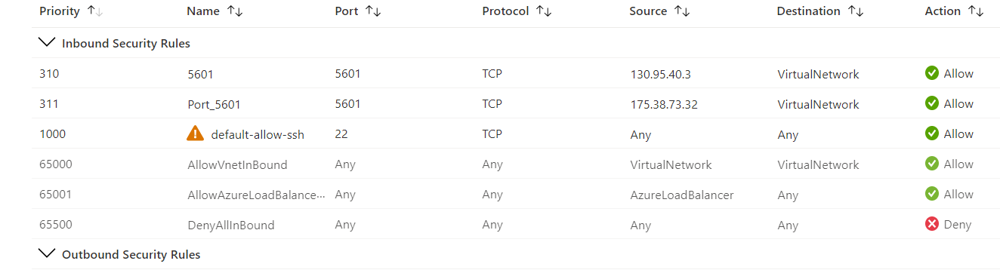 Priority Name Port Protocol Source Destination Action
Inbound Security Rules
310 5601 5601 TCP 130.95.40.3 VirtualNetwork Allow
311 Port_5601 5601 TCP 175.38.73.32 VirtualNetwork Allow
1000 default-allow-ssh 22 TCP Any Any Allow
65000 AllowVnetInBound Any Any VirtualNetwork VirtualNetwork Allow
65001 AllowAzureLoadBalance··· Any Any AzureLoadBalancer Any Allow
65500 DenyAllInBound Any Any Any Any Deny
Outbound Security Rules